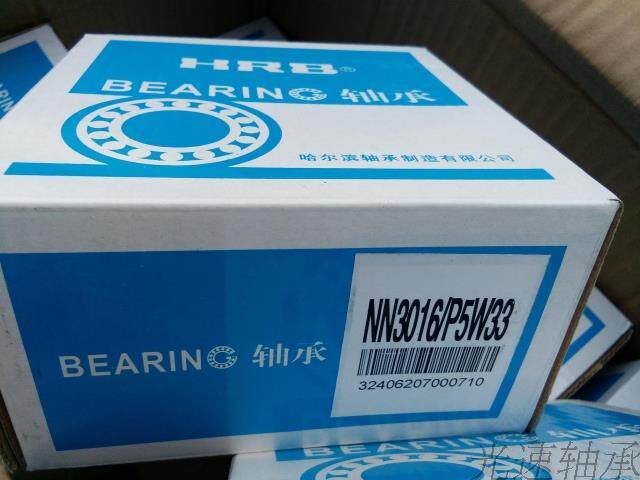 HRB®
BEARING 轴承
哈尔滨轴承制造有限公司
NN3016/P5W33
BEARING 轴承
32406207000710
EARIN
光速轴承